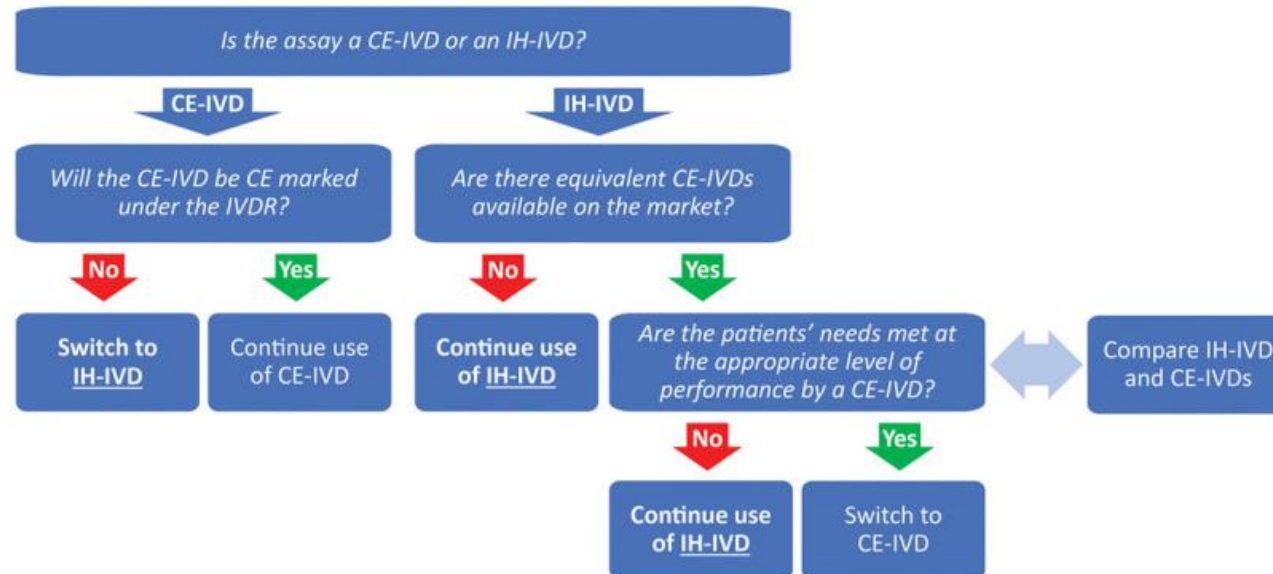 Is the assay a CE-IVD or an IH-IVD?
CE-IVD
IH-IVD
Will the CE-IVD be CE marked
under the IVDR?
Are there equivalent CE-IVDs
available on the market?
No
Yes
No
Yes
Switch to
IH-IVD
Continue use
of CE-IVD
Continue use
of IH-IVD
Are the patients’ needs met at
the appropriate level of
performance by a CE-IVD?
Compare IH-IVD
and CE-IVDs
No
Yes
Continue use
of IH-IVD
Switch to
CE-IVD